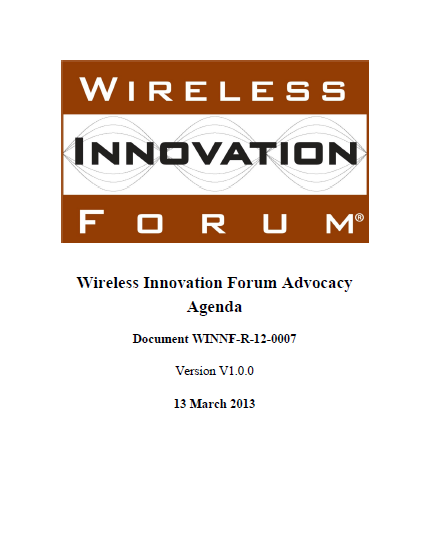 WIRELESS
INNOVATION
FORUM®
Wireless Innovation Forum Advocacy
Agenda
Document WINNF-R-12-0007
Version V1.0.0
13 March 2013